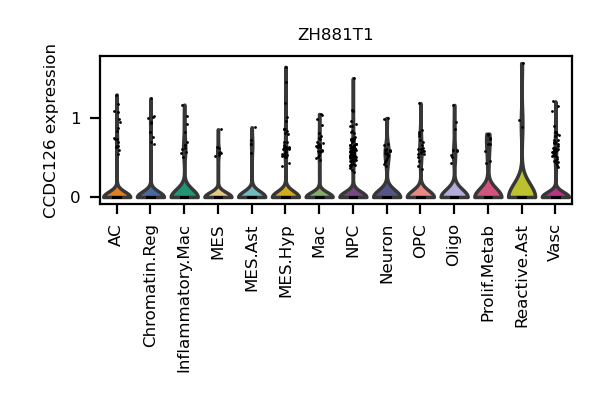 ZH881T1
CCDC126 expression
1
0
AC
Chromatin.Reg
Inflammatory.Mac
MES
MES.Ast
MES.Hyp
Mac
NPC
Neuron
OPC
Oligo
Prolif.Metab
Reactive.Ast
Vasc